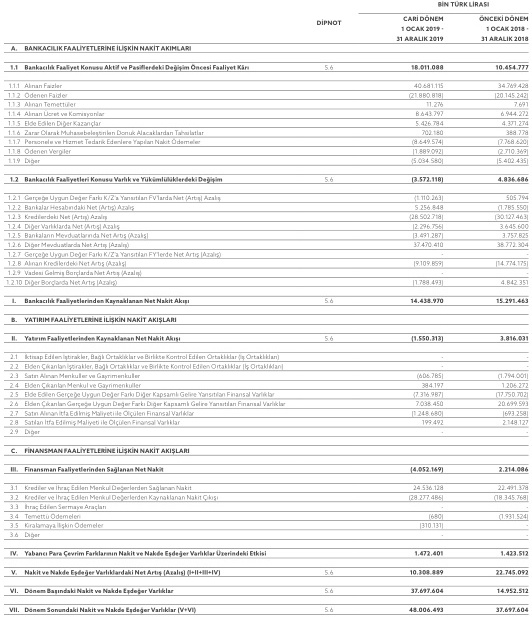 BİN TÜRK LİRASI
DİPNOT CARİ DÖNEM 1 OCAK 2019 - 31 ARALIK 2019 ÖNCEKİ DÖNEM 1 OCAK 2018 - 31 ARALIK 2018
A. BANKACILIK FAALİYETLERİNE İLİŞKİN NAKİT AKIMLARI
1.1 Bankacılık Faaliyet Konusu Aktif ve Pasiflerdeki Değişim Öncesi Faaliyet Kârı 5.6 18.011.088 10.454.777
1.1.1 Alınan Faizler 40.681.115 34.769.428
1.1.2 Ödenen Faizler (21.880.818) (20.145.242)
1.1.3 Alınan Temettüler 11.276 7.691
1.1.4 Alınan Ücret ve Komisyonlar 8.643.797 6.944.272
1.1.5 Elde Edilen Diğer Kazançlar 5.426.784 4.371.274
1.1.6 Zarar Olarak Muhasebeleştirilen Donuk Alacaklardan Tahsilatlar 702.180 388.778
1.1.7 Personele ve Hizmet Tedarik Edenlere Yapılan Nakit Ödemeler (8.649.574) (7.768.620)
1.1.8 Ödenen Vergiler (1.889.092) (2.710.369)
1.1.9 Diğer (5.034.580) (5.402.435)
1.2 Bankacılık Faaliyetleri Konusu Varlık ve Yükümlülüklerdeki Değişim 5.6 (3.572.118) 4.836.686
1.2.1 Gerçeğe Uygun Değer Farkı K/Z'a Yansıtılan FV'larda Net (Artış) Azalış (1.110.263) 505.794
1.2.2 Bankalar Hesabındaki Net (Artış) Azalış 5.256.848 (1.785.550)
1.2.3 Kredilerdeki Net (Artış) Azalış (28.502.718) (30.127.463)
1.2.4 Diğer Varlıklarda Net (Artış) Azalış (2.296.756) 3.645.600
1.2.5 Bankaların Mevduatlarında Net Artış (Azalış) (3.491.287) 3.757.825
1.2.6 Diğer Mevduatlarda Net Artış (Azalış) 37.470.410 38.772.304
1.2.7 Gerçeğe Uygun Değer Farkı K/Z'a Yansıtılan FY'lerde Net Artış (Azalış) - -
1.2.8 Alınan Kredilerdeki Net Artış (Azalış) (9.109.859) (14.774.175)
1.2.9 Vadesi Gelmiş Borçlarda Net Artış (Azalış) - -
1.2.10 Diğer Borçlarda Net Artış (Azalış) (1.788.493) 4.842.351
I. Bankacılık Faaliyetlerinden Kaynaklanan Net Nakit Akışı 5.6 14.438.970 15.291.463
B. YATIRIM FAALİYETLERİNE İLİŞKİN NAKİT AKIŞLARI
II. Yatırım Faaliyetlerinden Kaynaklanan Net Nakit Akışı 5.6 (1.550.313) 3.816.031
2.1 İktisap Edilen İştirakler, Bağlı Ortaklıklar ve Birlikte Kontrol Edilen Ortaklıklar (İş Ortaklıkları) - -
2.2 Elden Çıkarılan İştirakler, Bağlı Ortaklıklar ve Birlikte Kontrol Edilen Ortaklıklar (İş Ortaklıkları) - -
2.3 Satın Alınan Menkuller ve Gayrimenkuller (606.785) (1.794.001)
2.4 Elden Çıkarılan Menkul ve Gayrimenkuller 384.197 1.206.272
2.5 Elde Edilen Gerçeğe Uygun Değer Farkı Diğer Kapsamlı Gelire Yansıtılan Finansal Varlıklar (7.316.987) (17.750.702)
2.6 Elden Çıkarılan Gerçeğe Uygun Değer Farkı Diğer Kapsamlı Gelire Yansıtılan Finansal Varlıklar 7.038.450 20.699.593
2.7 Satın Alınan İtfa Edilmiş Maliyeti ile Ölçülen Finansal Varlıklar (1.248.680) (693.258)
2.8 Satılan İtfa Edilmiş Maliyeti ile Ölçülen Finansal Varlıklar 199.492 2.148.127
2.9 Diğer - -
C. FİNANSMAN FAALİYETLERİNE İLİŞKİN NAKİT AKIŞLARI
III. Finansman Faaliyetlerinden Sağlanan Net Nakit (4.052.169) 2.214.086
3.1 Krediler ve İhraç Edilen Menkul Değerlerden Sağlanan Nakit 24.536.128 22.491.378
3.2 Krediler ve İhraç Edilen Menkul Değerlerden Kaynaklanan Nakit Çıkışı (28.277.486) (18.345.768)
3.3 İhraç Edilen Sermaye Araçları - -
3.4 Temettü Ödemeleri (680) (1.931.524)
3.5 Kiralamaya İlişkin Ödemeler (310.131) -
3.6 Diğer - -
IV. Yabancı Para Çevrim Farklarının Nakit ve Nakde Eşdeğer Varlıklar Üzerindeki Etkisi 1.472.401 1.423.512
V. Nakit ve Nakde Eşdeğer Varlıklardaki Net Artış (Azalış) (I+II+III+IV) 5.6 10.308.889 22.745.092
VI. Dönem Başındaki Nakit ve Nakde Eşdeğer Varlıklar 5.6 37.697.604 14.952.512
VII. Dönem Sonundaki Nakit ve Nakde Eşdeğer Varlıklar (V+VI) 5.6 48.006.493 37.697.604